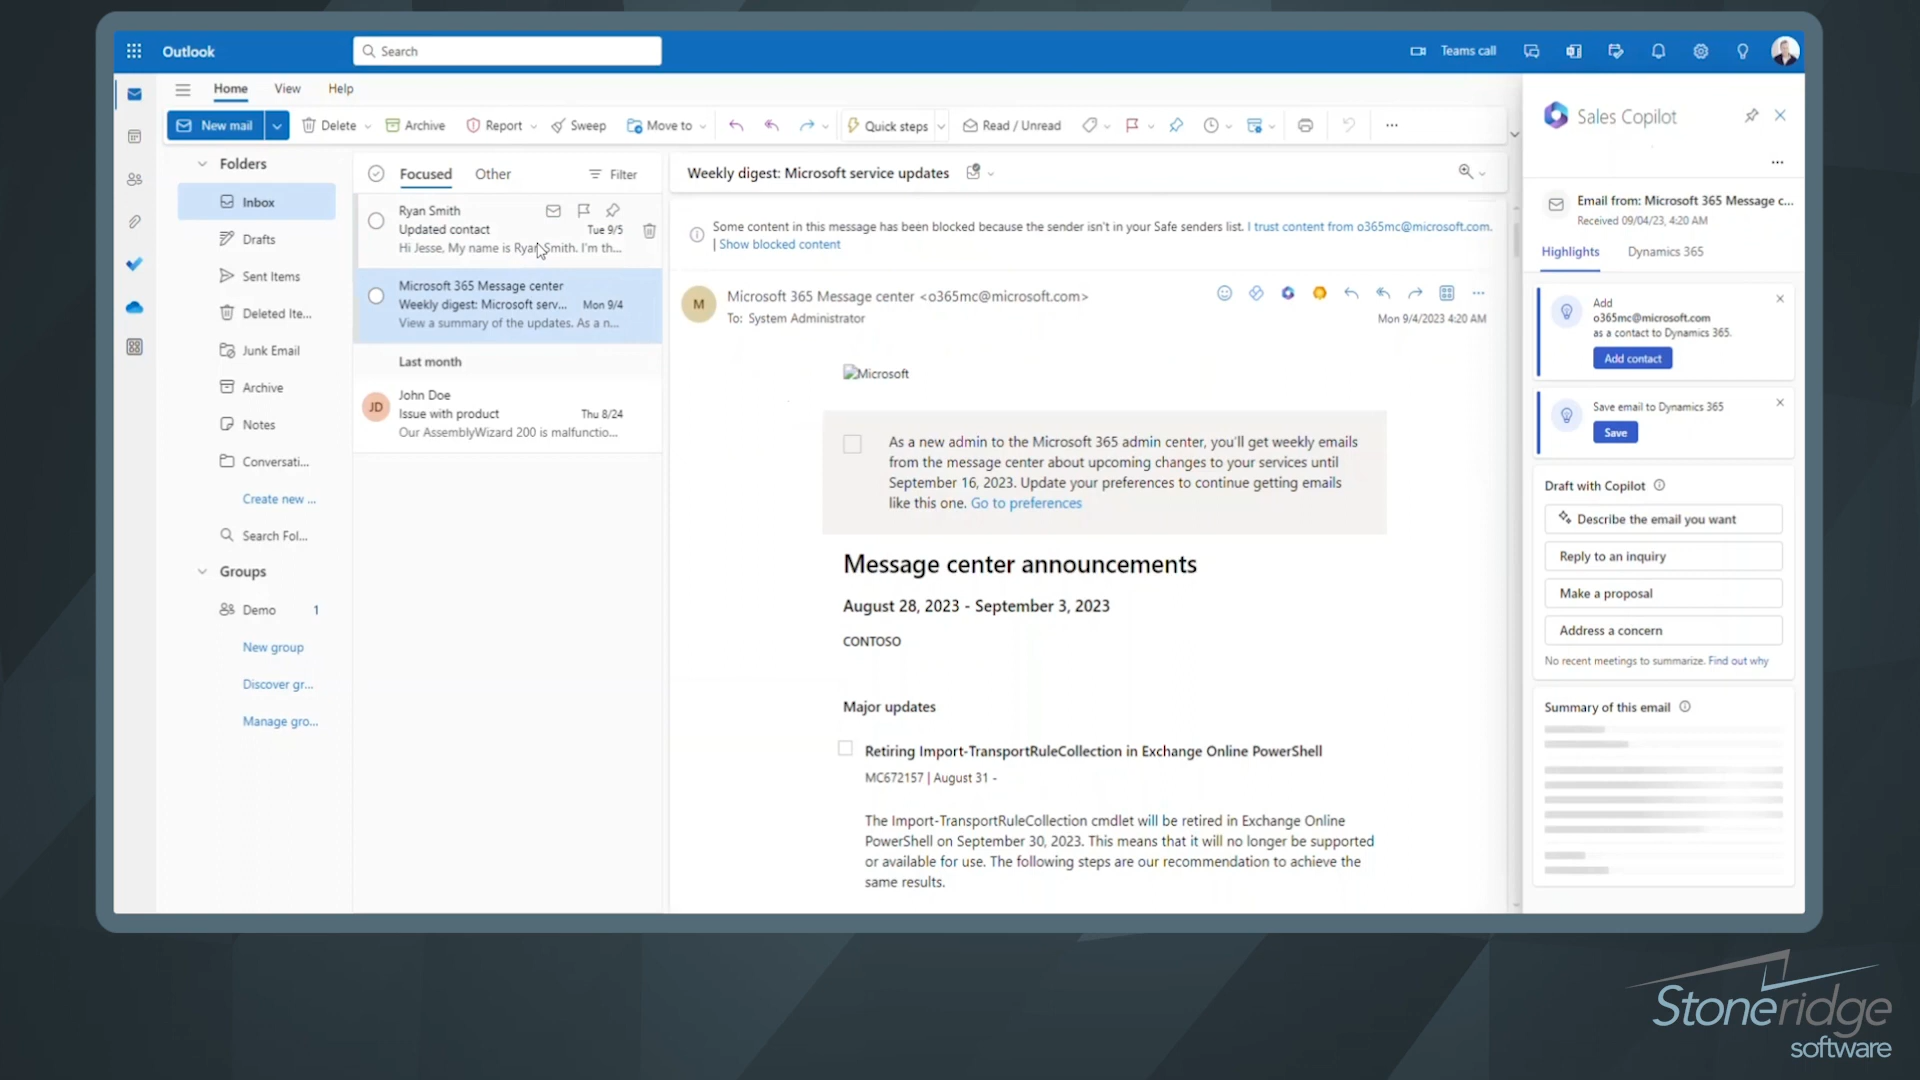 Outlook
Search
Teams call
Home View Help
New mail Delete Archive Report Sweep Move to Quick steps Read / Unread
Folders
Inbox
Drafts
Sent Items
Deleted Ite...
Junk Email
Archive
Notes
Conversati...
Create new ...
Search Fol...
Groups
Demo 1
New group
Discover gr...
Manage gro...
Focused Other Filter
Ryan Smith
Updated contact Tue 9/5
Hi Jesse, My name is Ryan Smith. I'm th...
Microsoft 365 Message center
Weekly digest: Microsoft serv... Mon 9/4
View a summary of the updates. As a n...
Last month
JD
John Doe
Issue with product Thu 8/24
Our AssemblyWizard 200 is malfunctio...
Weekly digest: Microsoft service updates
Some content in this message has been blocked because the sender isn't in your Safe senders list. I trust content from o365mc@microsoft.com.
| Show blocked content
M
Microsoft 365 Message center <o365mc@microsoft.com>
To: System Administrator
Mon 9/4/2023 4:20 AM
Microsoft
As a new admin to the Microsoft 365 admin center, you'll get weekly emails
from the message center about upcoming changes to your services until
September 16, 2023. Update your preferences to continue getting emails
like this one. Go to preferences
Message center announcements
August 28, 2023 - September 3, 2023
CONTOSO
Major updates
Retiring Import-TransportRuleCollection in Exchange Online PowerShell
MC672157 | August 31 -
The Import-TransportRuleCollection cmdlet will be retired in Exchange Online
PowerShell on September 30, 2023. This means that it will no longer be supported
or available for use. The following steps are our recommendation to achieve the
same results.
Sales Copilot
Email from: Microsoft 365 Message c...
Received 09/04/23, 4:20 AM
Highlights Dynamics 365
Add
o365mc@microsoft.com
as a contact to Dynamics 365.
Add contact
Save email to Dynamics 365
Save
Draft with Copilot
Describe the email you want
Reply to an inquiry
Make a proposal
Address a concern
No recent meetings to summarize. Find out why
Summary of this email
Stoneridge
software